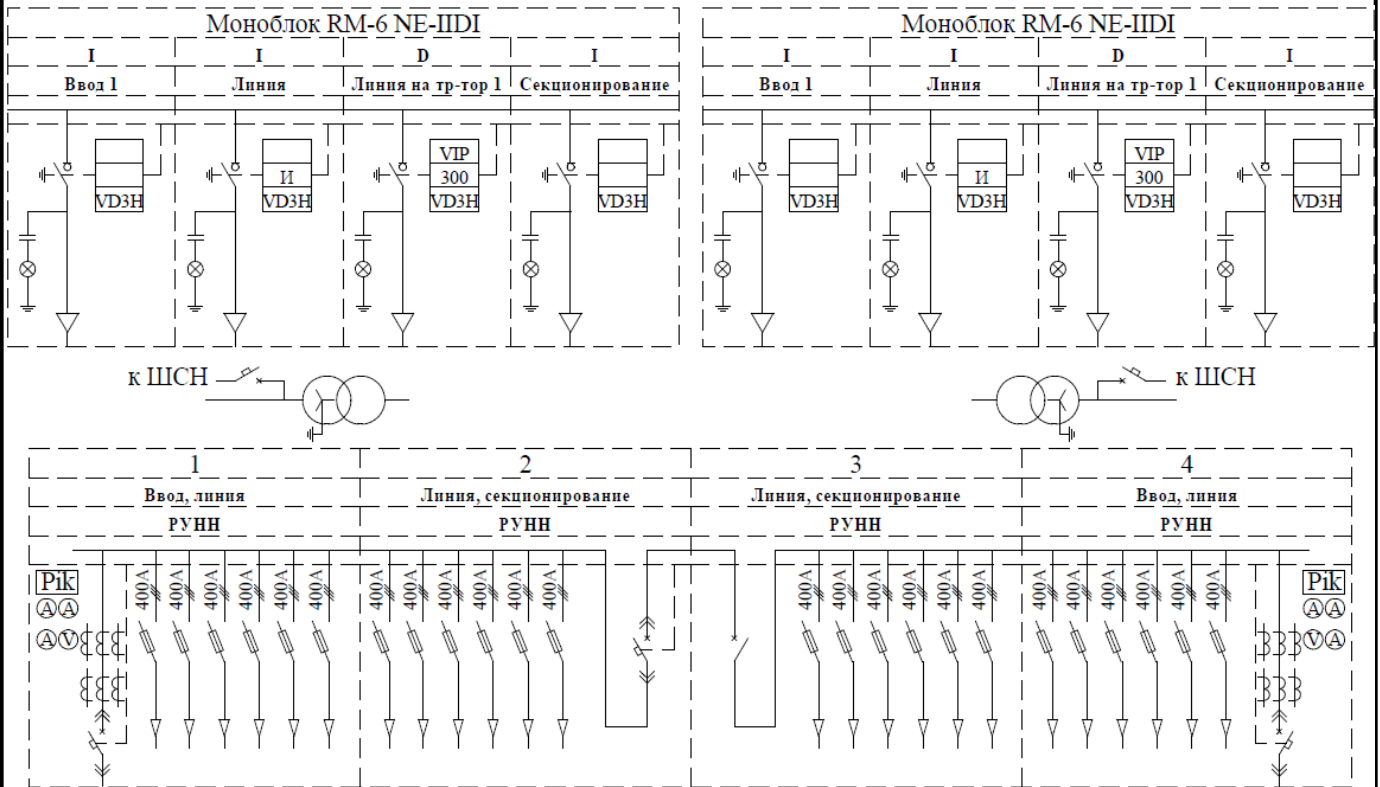 Моноблок RM-6 NE-IIDI Моноблок RM-6 NE-IIDI
I I D I I I D I
Ввод 1 Линия Линия на тр-тор 1 Секционирование Ввод 1 Линия Линия на тр-тор 1 Секционирование
VIP VIP
И 300 И 300
VD3H VD3H VD3H VD3H VD3H VD3H VD3H VD3H
к ШСН к ШСН
1 2 3 4
Ввод, линия Линия, секционирование Линия, секционирование Ввод, линия
РУНН РУНН РУНН РУНН
Pik 400A 400A 400A 400A 400A 400A 400A 400A 400A 400A 400A 400A 400A 400A 400A 400A 400A 400A 400A 400A 400A 400A 400A 400A Pik
A A A A
A V V A